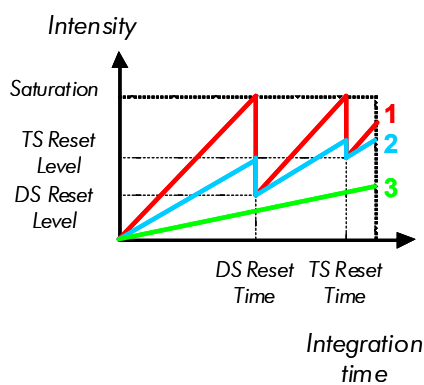 Intensity
Saturation
TS Reset
Level
DS Reset
Level
1
2
3
DS Reset
Time
TS Reset
Time
Integration
time